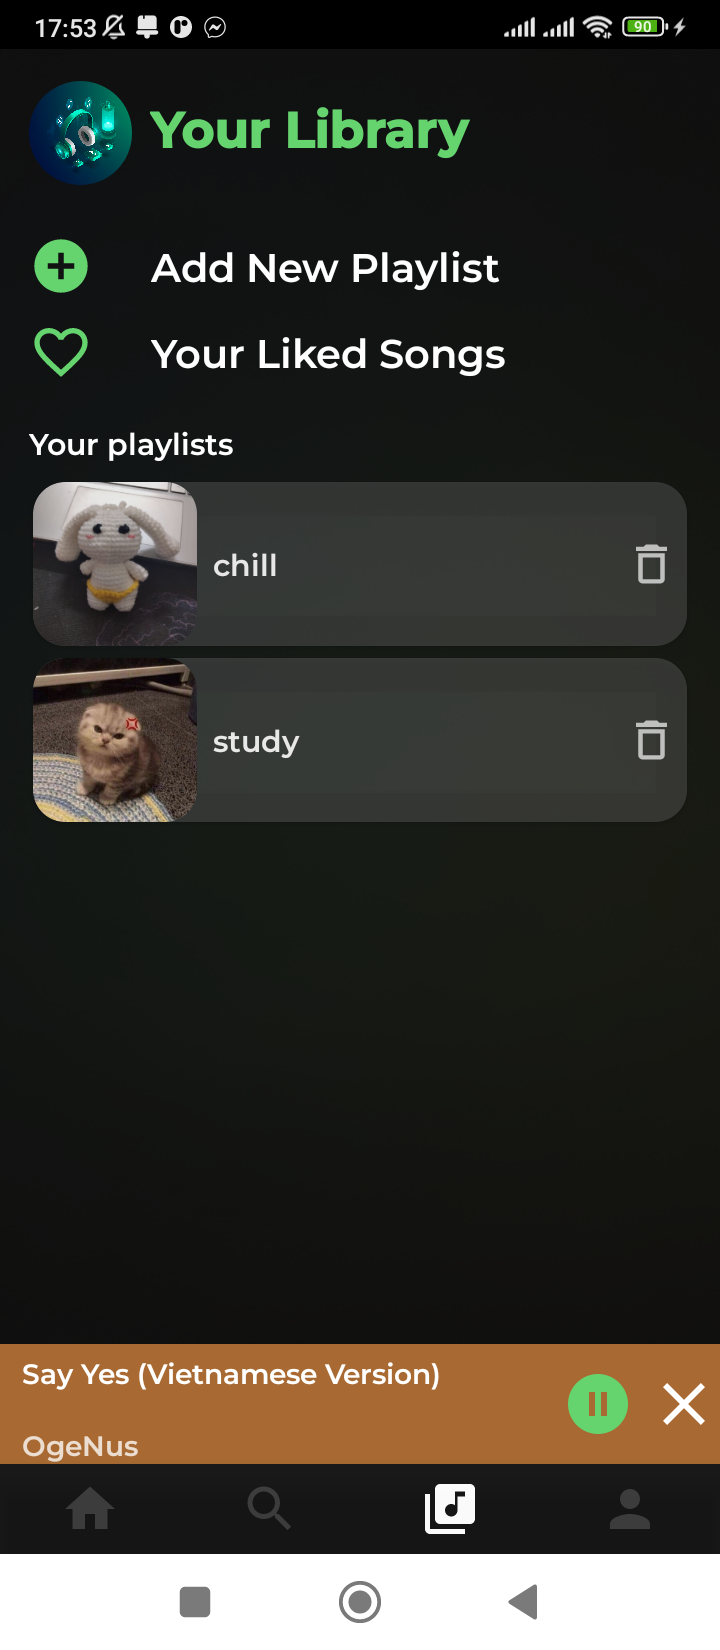 17:53
90
Your Library
Add New Playlist
Your Liked Songs
Your playlists
chill
study
Say Yes (Vietnamese Version)
OgeNus